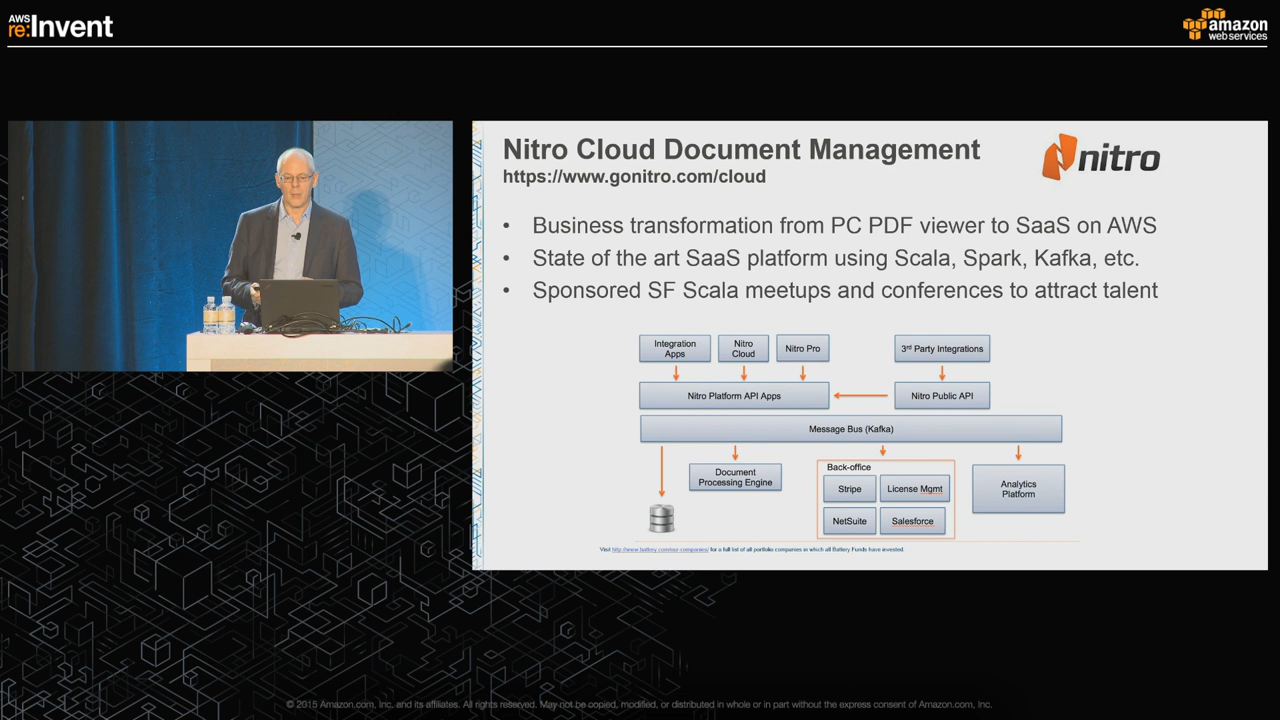 AWS
re:Invent
amazon
web services
Nitro Cloud Document Management
https://www.gonitro.com/cloud
nitro
• Business transformation from PC PDF viewer to SaaS on AWS
• State of the art SaaS platform using Scala, Spark, Kafka, etc.
• Sponsored SF Scala meetups and conferences to attract talent
Integration
Apps
Nitro
Cloud
Nitro Pro
3rd Party Integrations
Nitro Platform API Apps
Nitro Public API
Message Bus (Kafka)
Document
Processing Engine
Back-office
Stripe
License Mgmt
NetSuite
Salesforce
Analytics
Platform
Visit http://www.battery.com/our-companies/ for a full list of all portfolio companies in which all Battery Funds have invested.
© 2015 Amazon.com, Inc. and its affiliates. All rights reserved. May not be copied, modified, or distributed in whole or in part without the express consent of Amazon.com, Inc.